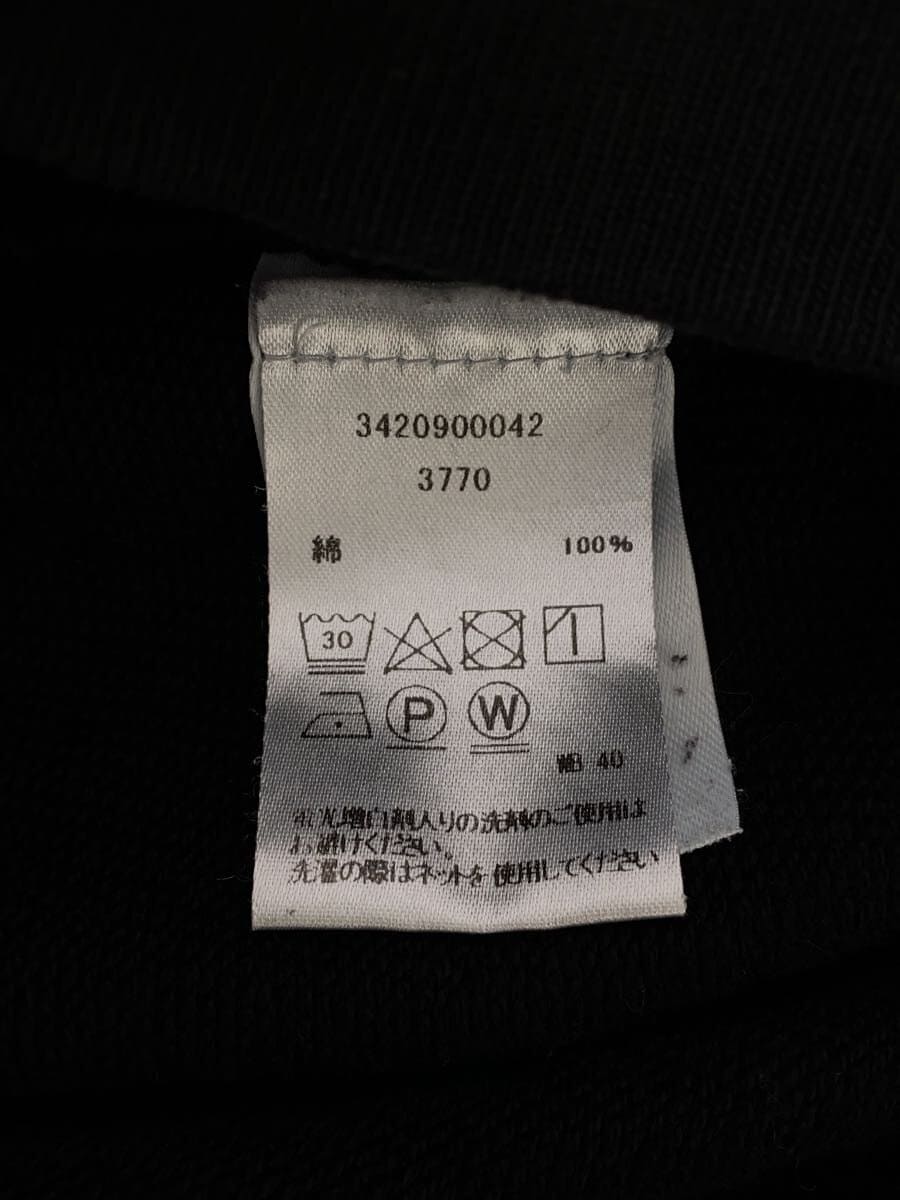 3420900042
3770
綿 100%
30
P W
WB 40
蛍光増白剤入りの洗剤のご使用は
お避けください。
洗濯の際はネットを使用してください